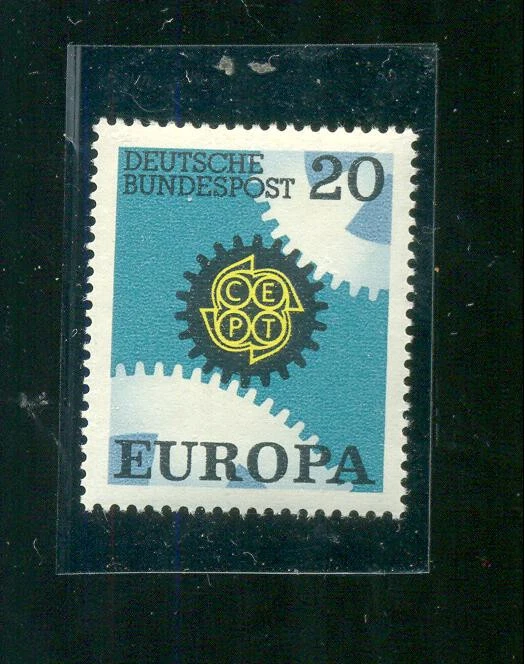 DEUTSCHE
BUNDESPOST 20
CE
PT
EUROPA